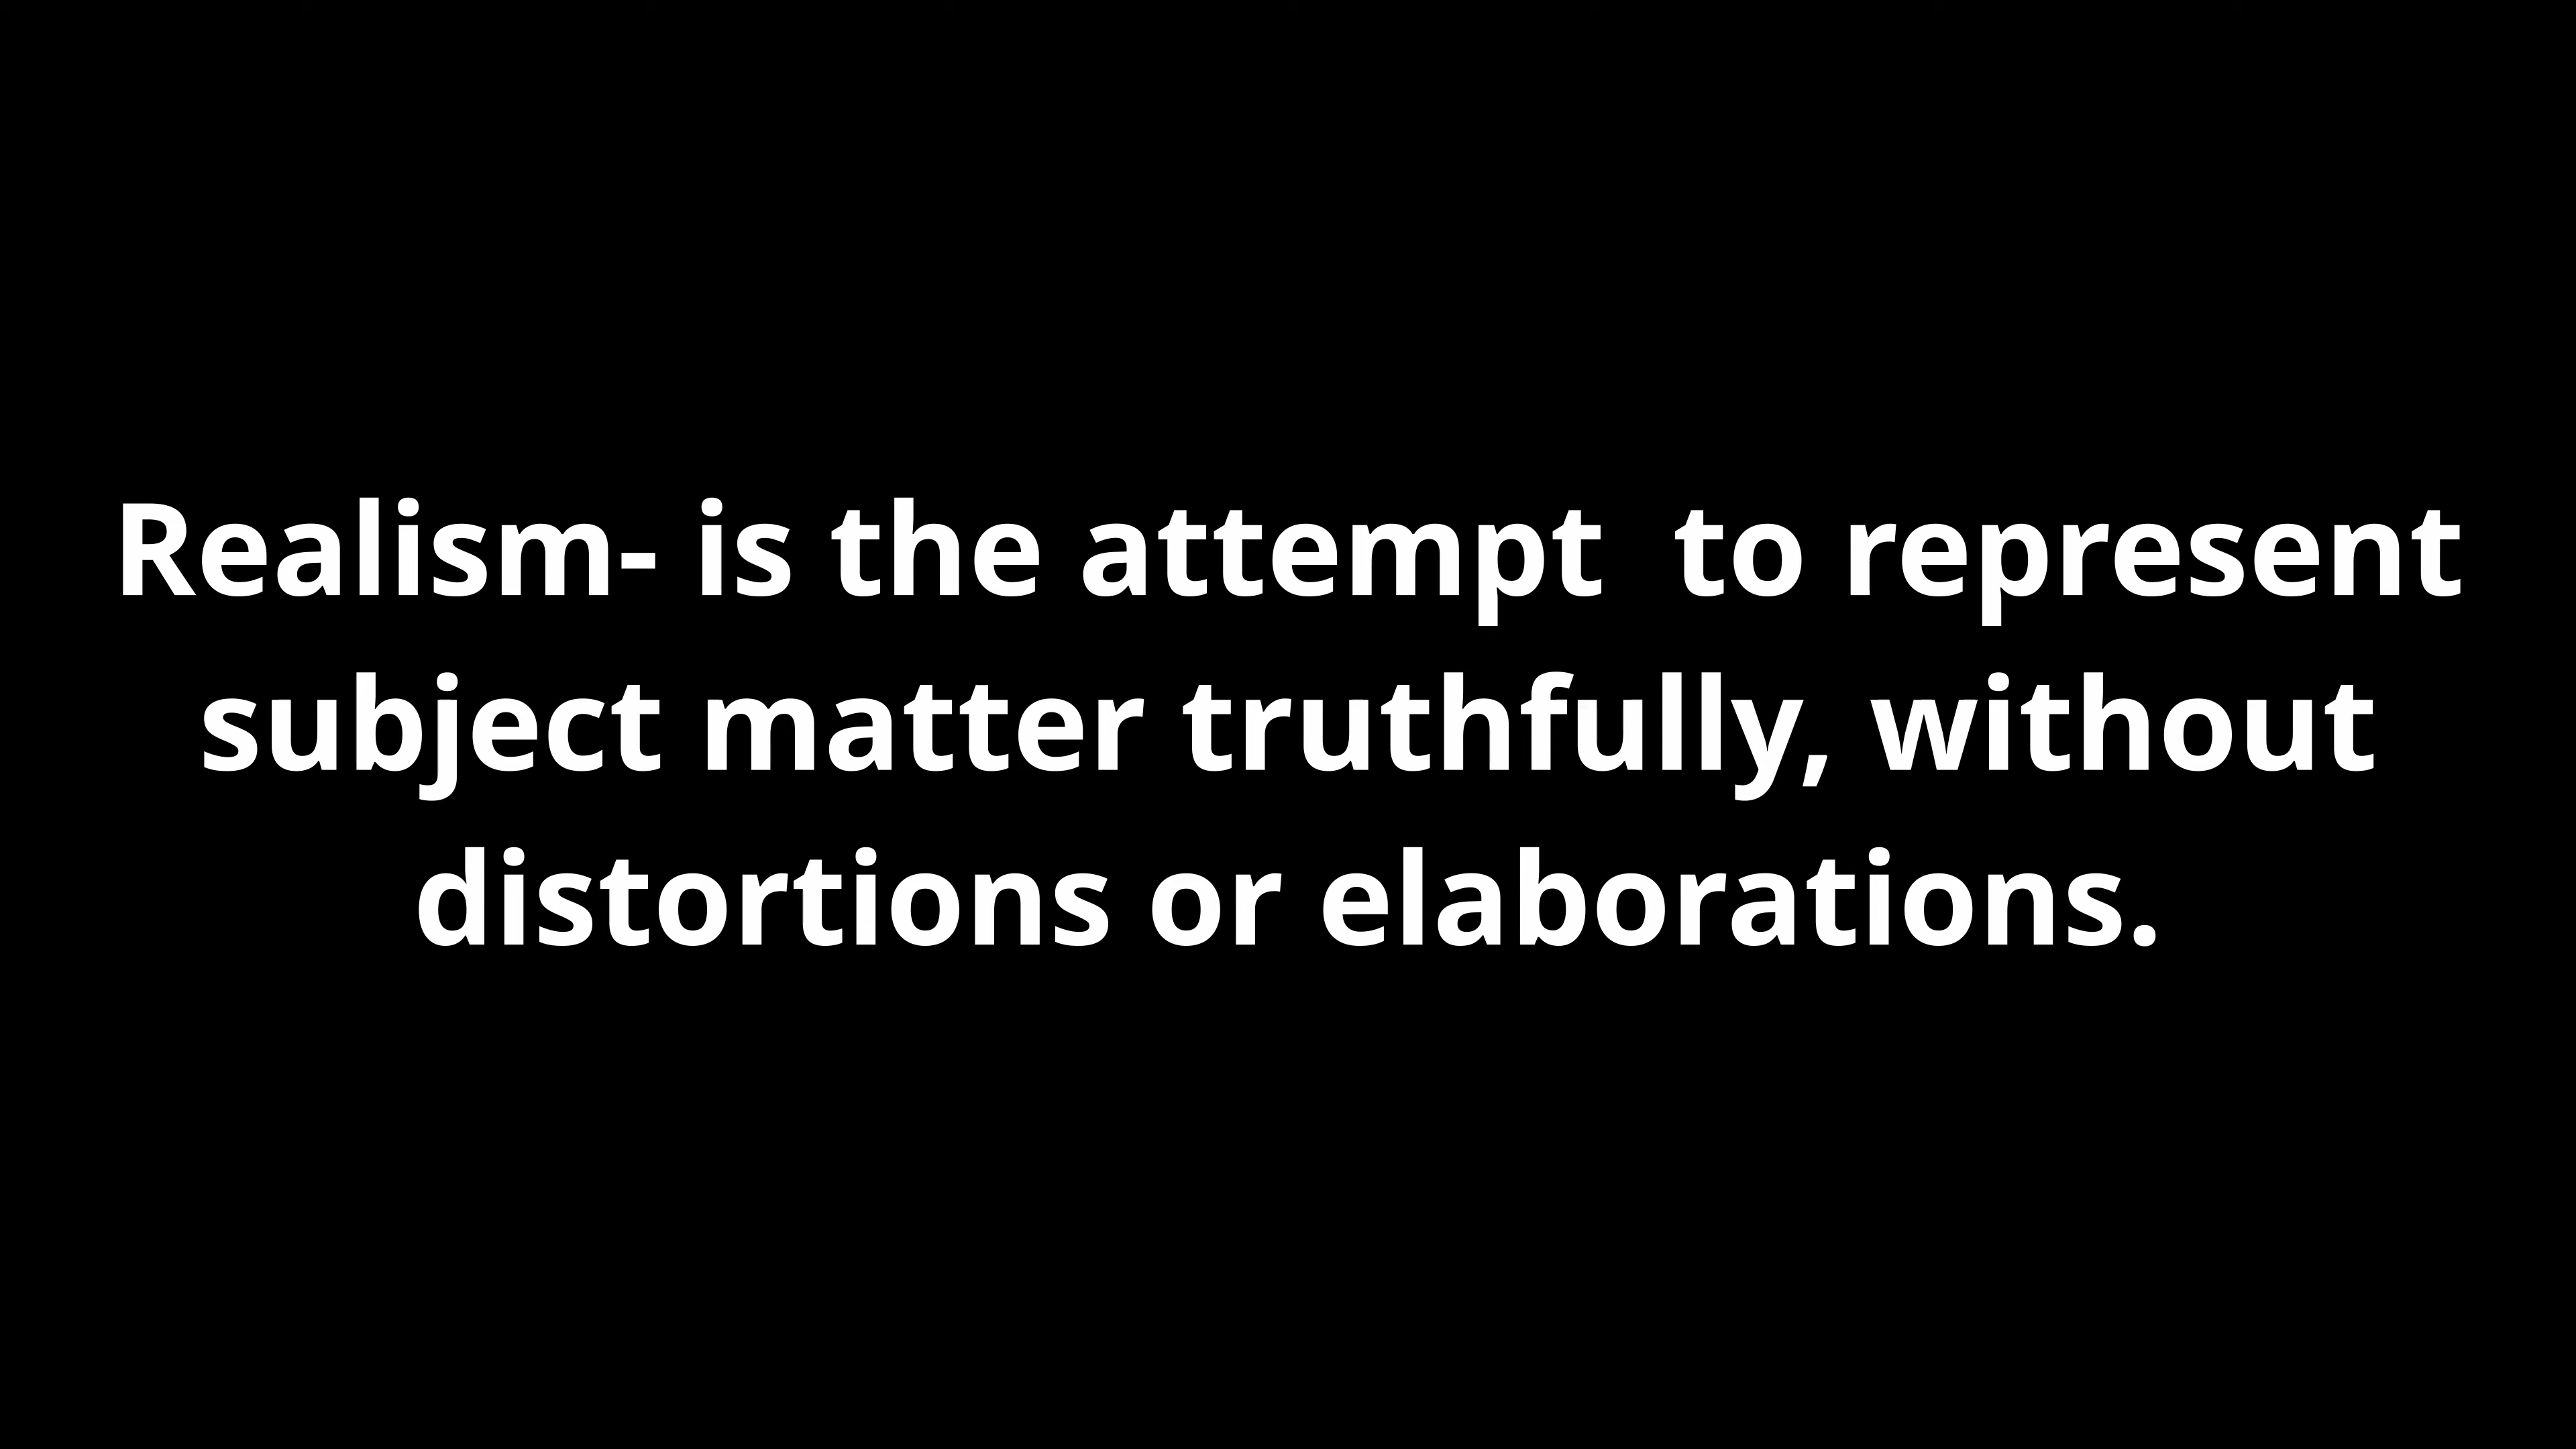 Realism- is the attempt  to represent
subject matter truthfully, without
distortions or elaborations.